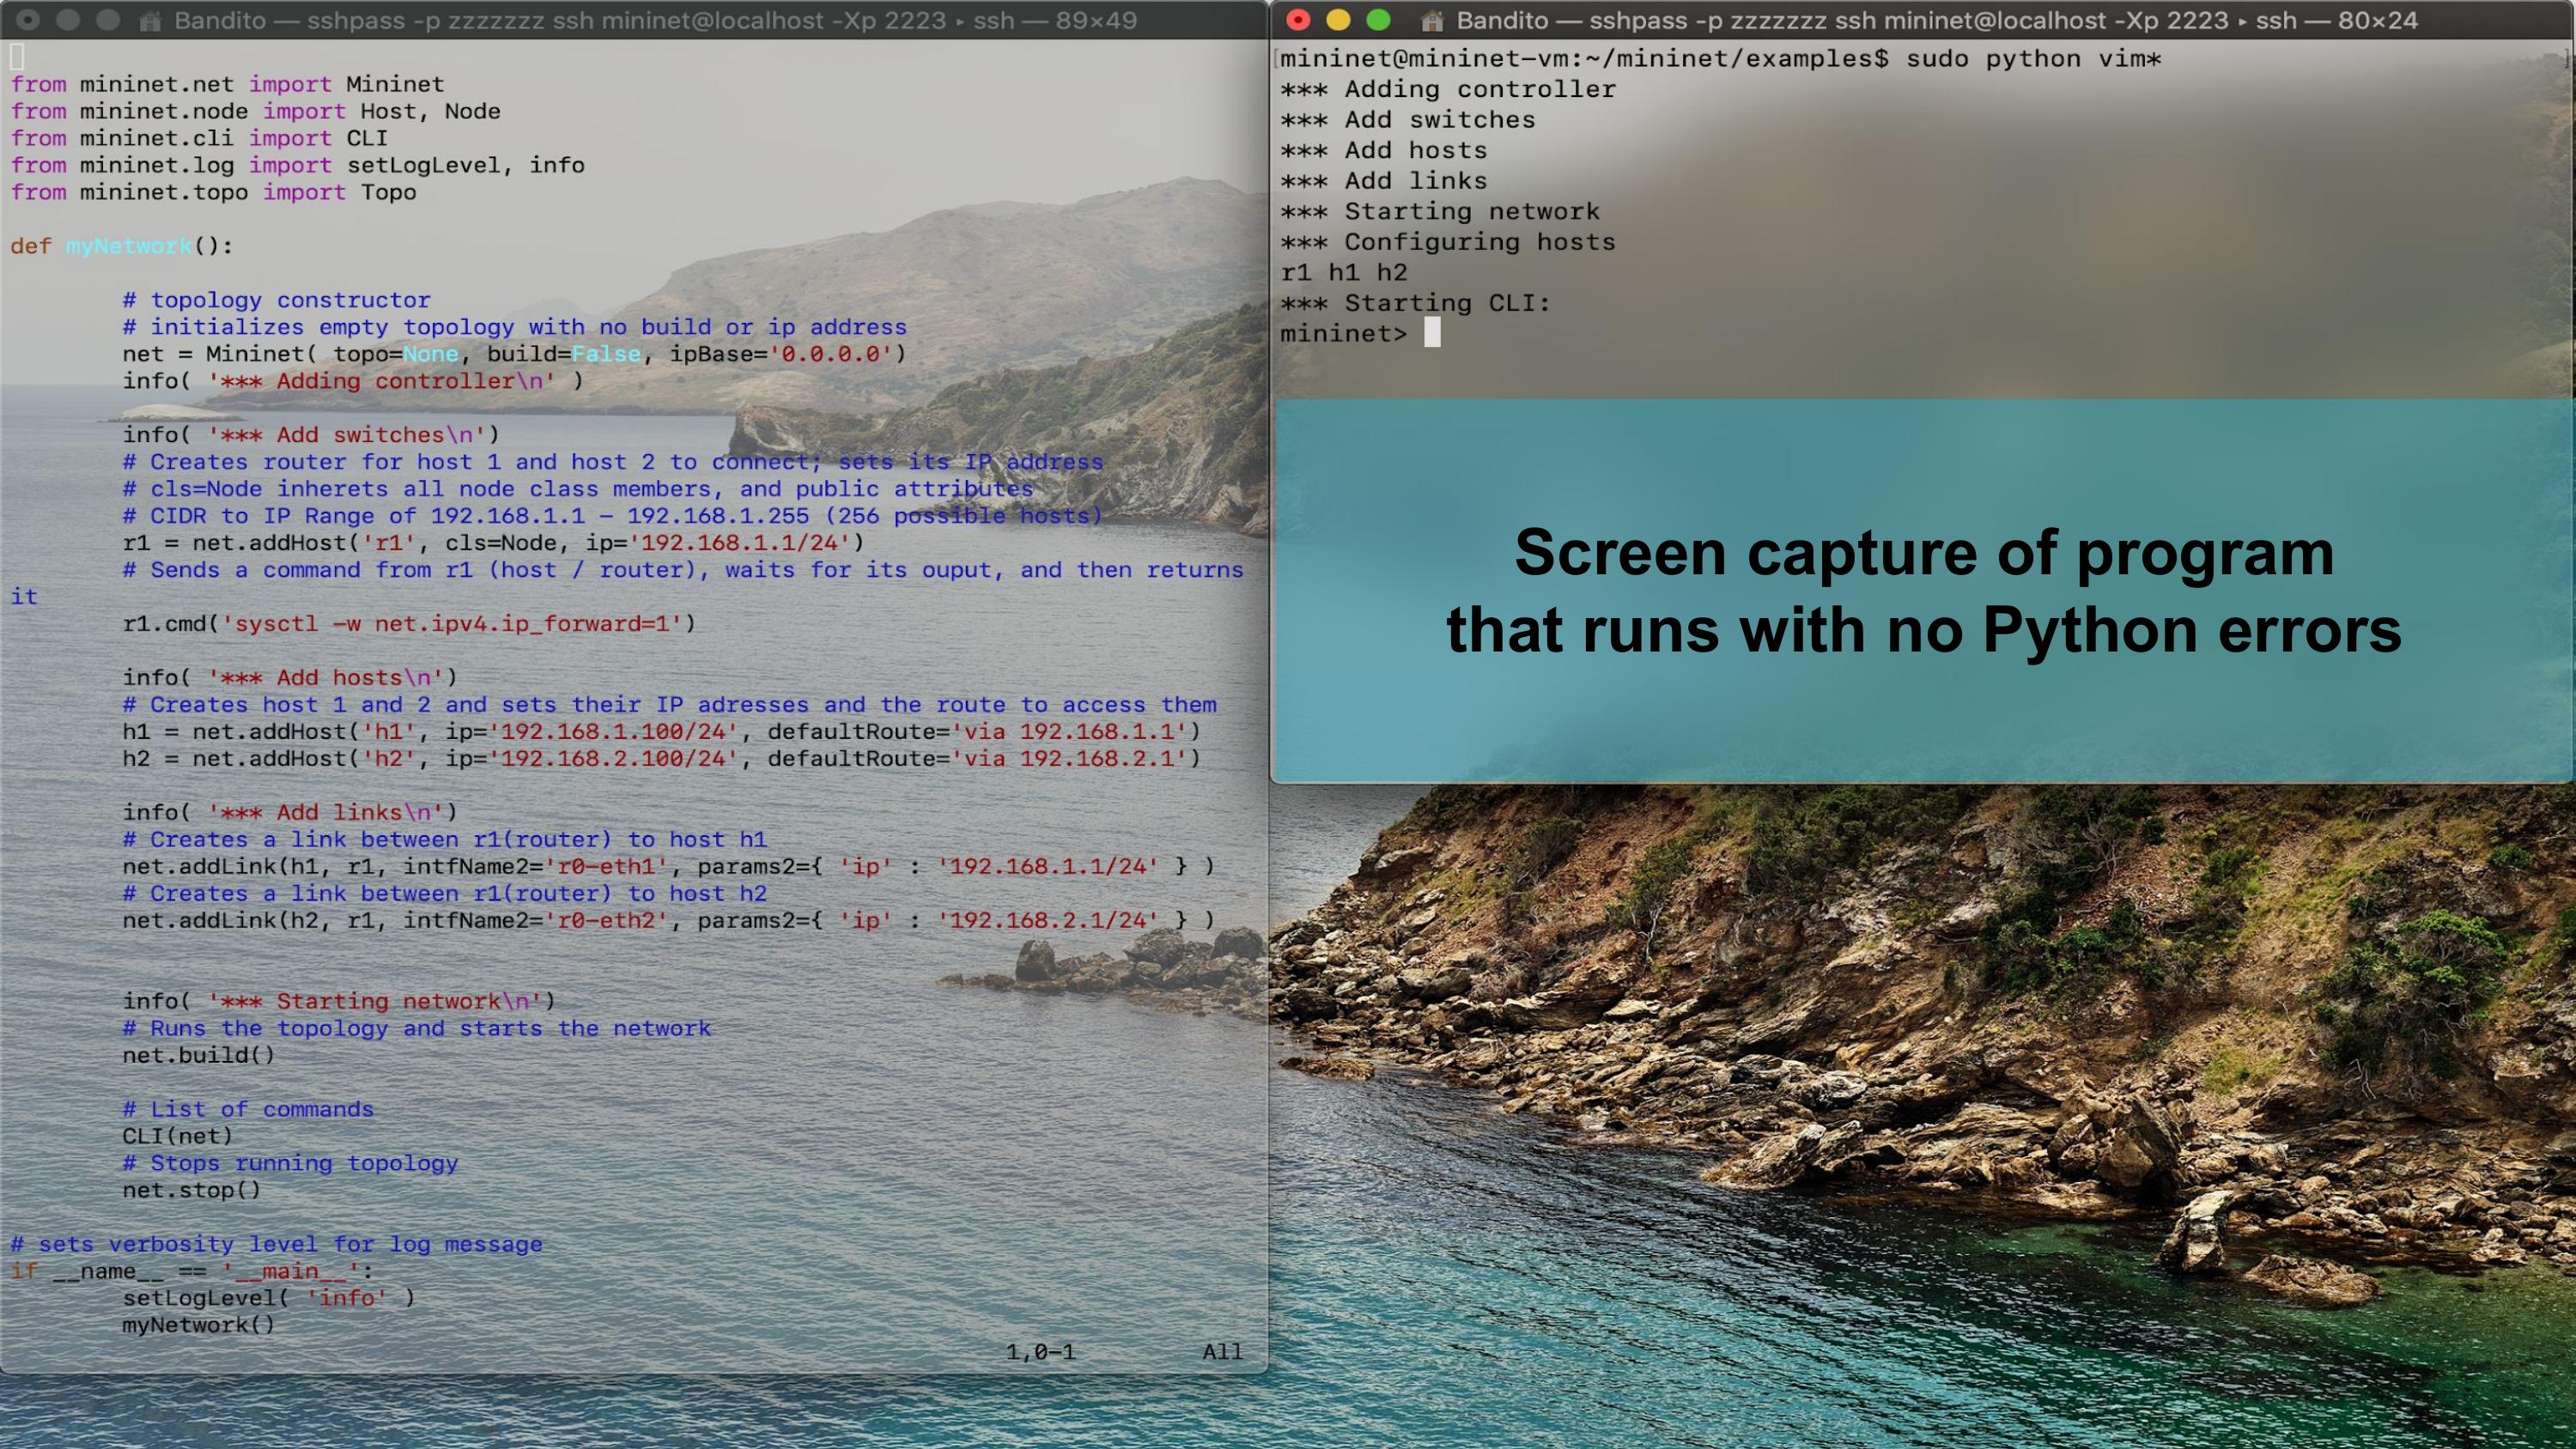 Bandito — sshpass -p zzzzzzz ssh mininet@localhost -Xp 2223 ▸ ssh — 89×49
from mininet.net import Mininet
from mininet.node import Host, Node
from mininet.cli import CLI
from mininet.log import setLogLevel, info
from mininet.topo import Topo
def myNetwork():
# topology constructor
# initializes empty topology with no build or ip address
net = Mininet( topo=None, build=False, ipBase='0.0.0.0')
info( '*** Adding controller\n' )
info( '*** Add switches\n')
# Creates router for host 1 and host 2 to connect; sets its IP address
# cls=Node inherets all node class members, and public attributes
# CIDR to IP Range of 192.168.1.1 – 192.168.1.255 (256 possible hosts)
r1 = net.addHost('r1', cls=Node, ip='192.168.1.1/24')
# Sends a command from r1 (host / router), waits for its ouput, and then returns
it
r1.cmd('sysctl -w net.ipv4.ip_forward=1')
info( '*** Add hosts\n')
# Creates host 1 and 2 and sets their IP adresses and the route to access them
h1 = net.addHost('h1', ip='192.168.1.100/24', defaultRoute='via 192.168.1.1')
h2 = net.addHost('h2', ip='192.168.2.100/24', defaultRoute='via 192.168.2.1')
info( '*** Add links\n')
# Creates a link between r1(router) to host h1
net.addLink(h1, r1, intfName2='r0-eth1', params2={ 'ip' : '192.168.1.1/24' } )
# Creates a link between r1(router) to host h2
net.addLink(h2, r1, intfName2='r0-eth2', params2={ 'ip' : '192.168.2.1/24' } )
info( '*** Starting network\n')
# Runs the topology and starts the network
net.build()
# List of commands
CLI(net)
# Stops running topology
net.stop()
# sets verbosity level for log message
if __name__ == '__main__':
setLogLevel( 'info' )
myNetwork()
1,0-1 All
Bandito — sshpass -p zzzzzzz ssh mininet@localhost -Xp 2223 ▸ ssh — 80×24
[mininet@mininet-vm:~/mininet/examples$ sudo python vim* ]
*** Adding controller
*** Add switches
*** Add hosts
*** Add links
*** Starting network
*** Configuring hosts
r1 h1 h2
*** Starting CLI:
mininet>
Screen capture of program
that runs with no Python errors